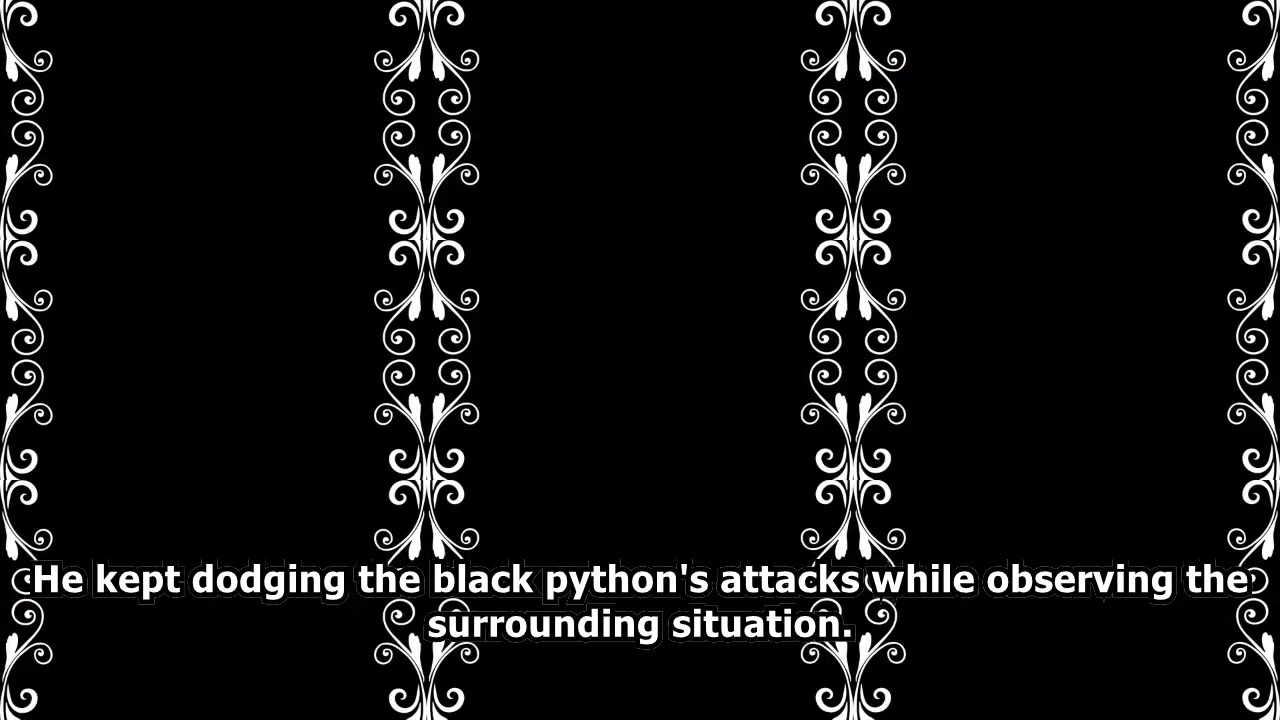 He kept dodging the black python's attacks while observing the
surrounding situation.